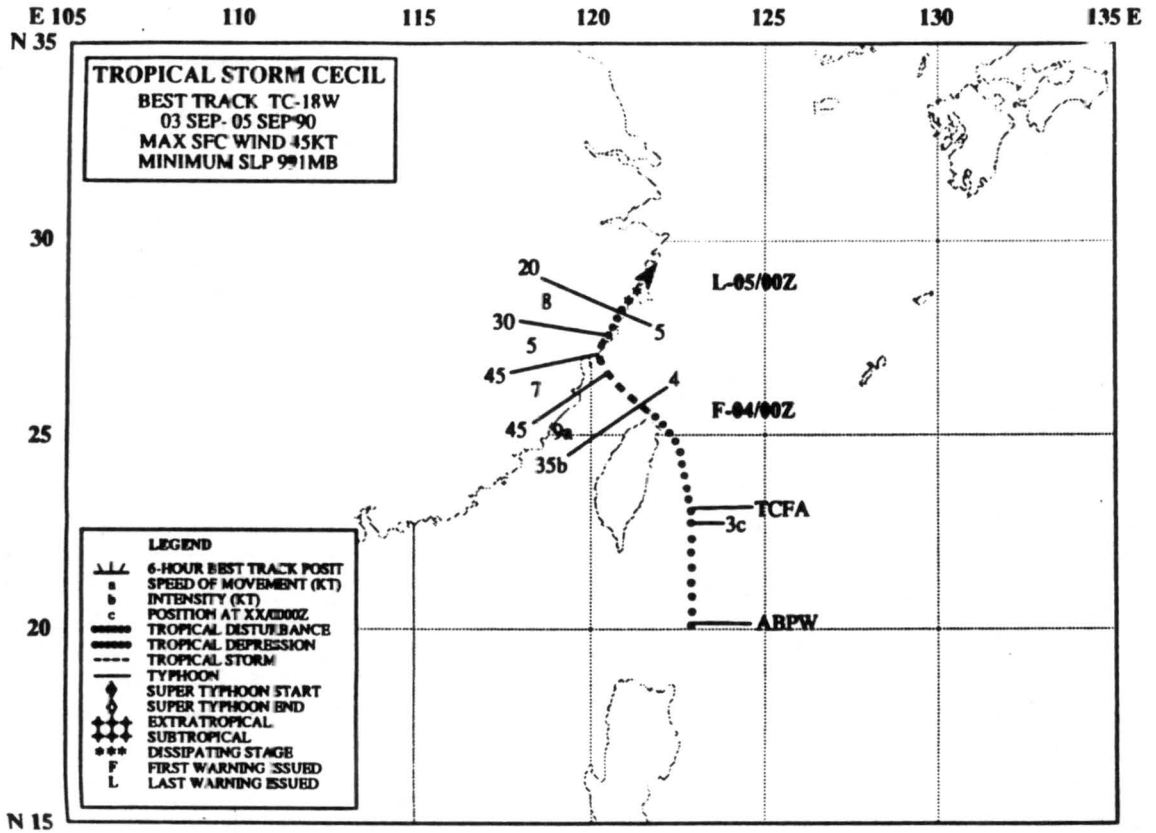 E 105 110 115 120 125 130 135 E
N 35
TROPICAL STORM CECIL
BEST TRACK TC-18W
03 SEP- 05 SEP'90
MAX SFC WIND 45KT
MINIMUM SLP 991MB
30
20
L-05/00Z
8
30
5
5
45
7
4
F-04/00Z
45
9a
25
35b
TCFA
3c
20
ABPW
LEGEND
6-HOUR BEST TRACK POSIT
a SPEED OF MOVEMENT (KT)
b INTENSITY (KT)
c POSITION AT XX/0000Z
TROPICAL DISTURBANCE
TROPICAL DEPRESSION
TROPICAL STORM
TYPHOON
SUPER TYPHOON START
SUPER TYPHOON END
EXTRATROPICAL
SUBTROPICAL
*** DISSIPATING STAGE
F FIRST WARNING ISSUED
L LAST WARNING ISSUED
N 15